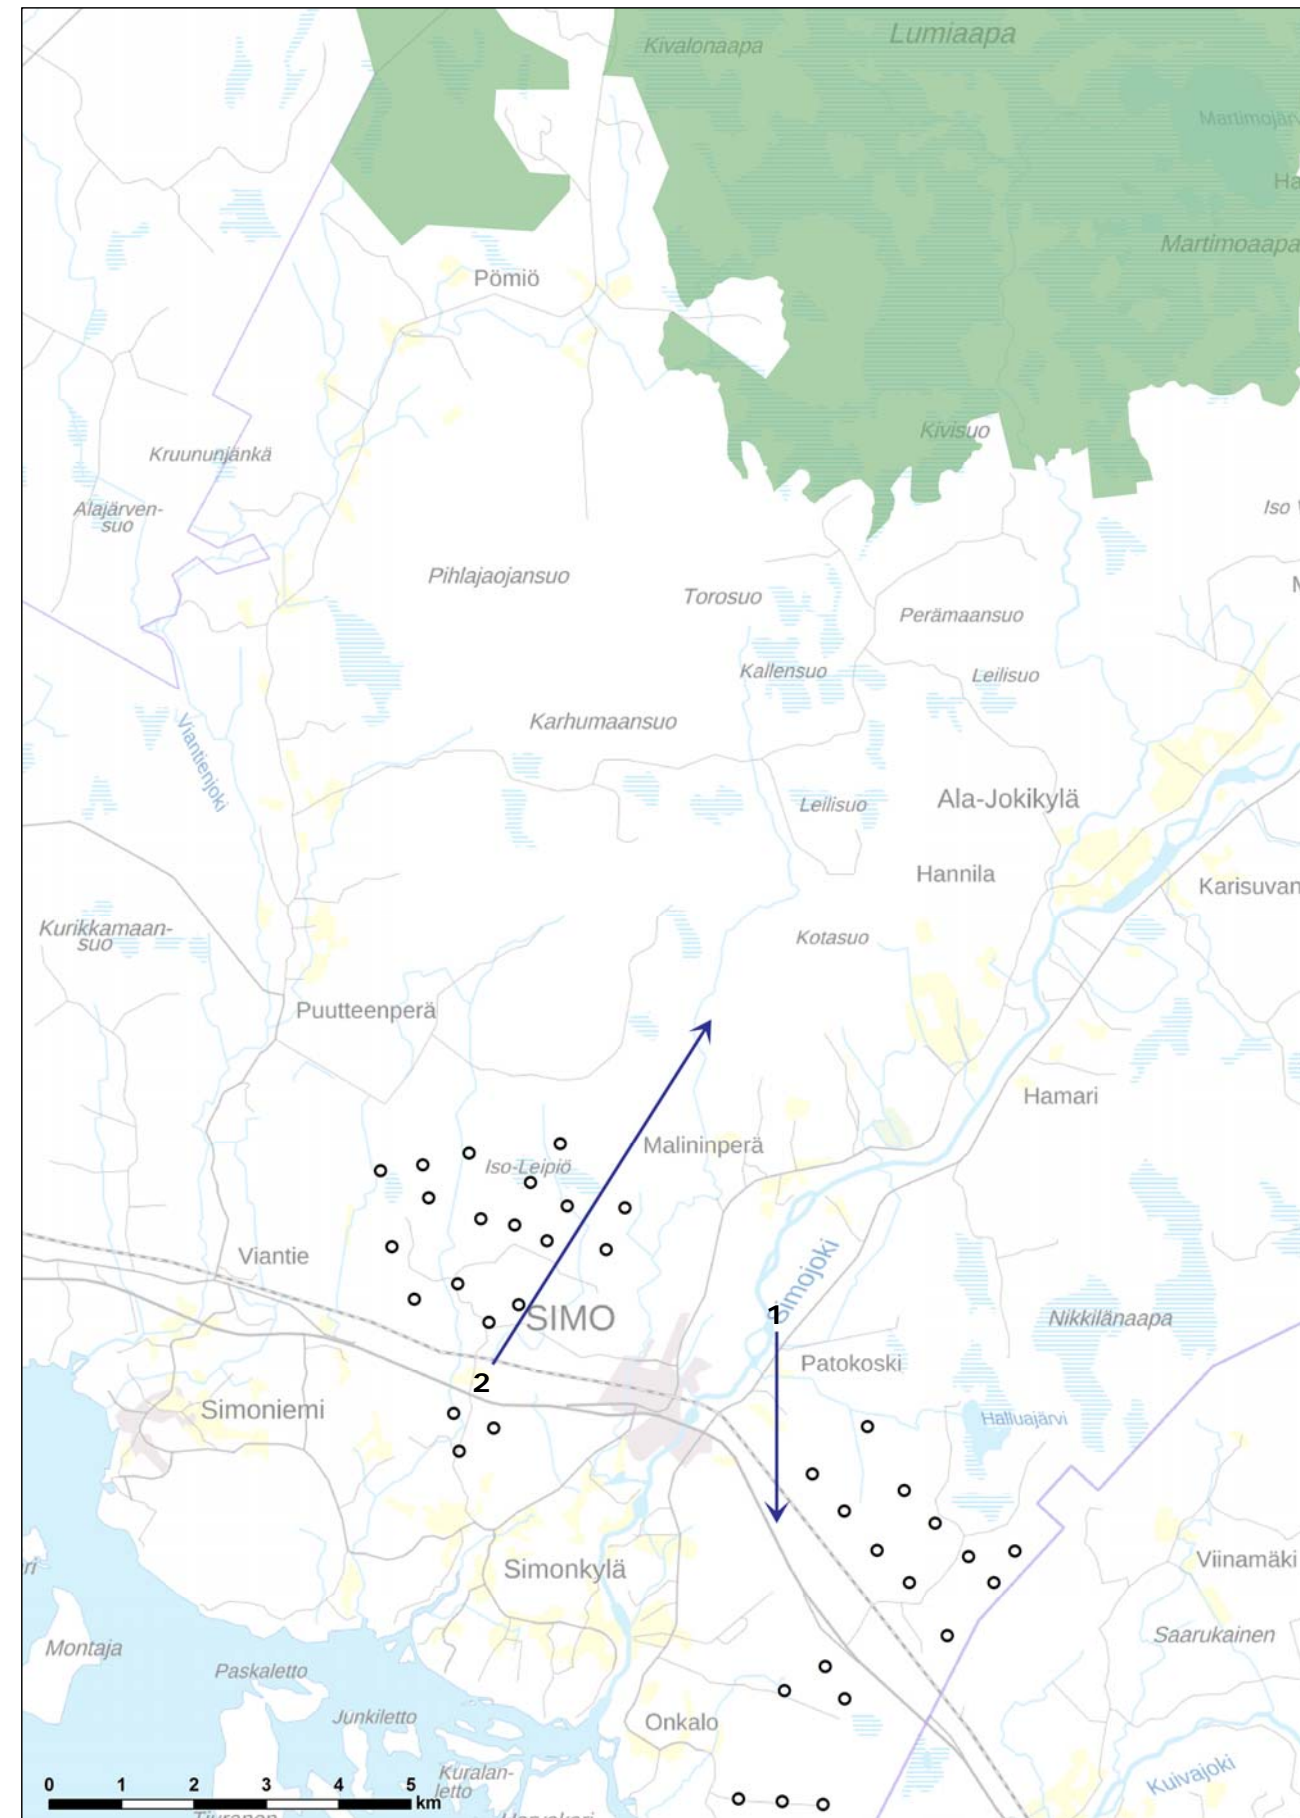 Lumiaapa
Kivalonaapa
Martimojärv
Ha
Martimoaapa
Pömiö
Kivisuo
Kruununjänkä
Alajärven-
suo
Iso
Pihlajaojansuo
Torosuo
Perämaansuo
Kallensuo
Leilisuo
Karhumaansuo
Viantienjoki
Leilisuo
Ala-Jokikylä
Hannila
Karisuvan
Kurikkamaan-
suo
Kotasuo
Puutteenperä
Hamari
Malininperä
Iso-Leipiö
Viantie
Simojoki
1
SIMO
Nikkilänaapa
Patokoski
2
Simoniemi
Halluajärvi
Simonkylä
Viinamäki
ri
Montaja
Saarukainen
Paskaletto
Junkiletto
Onkalo
Kuralan-
letto
Kuivajoki
0 1 2 3 4 5
km